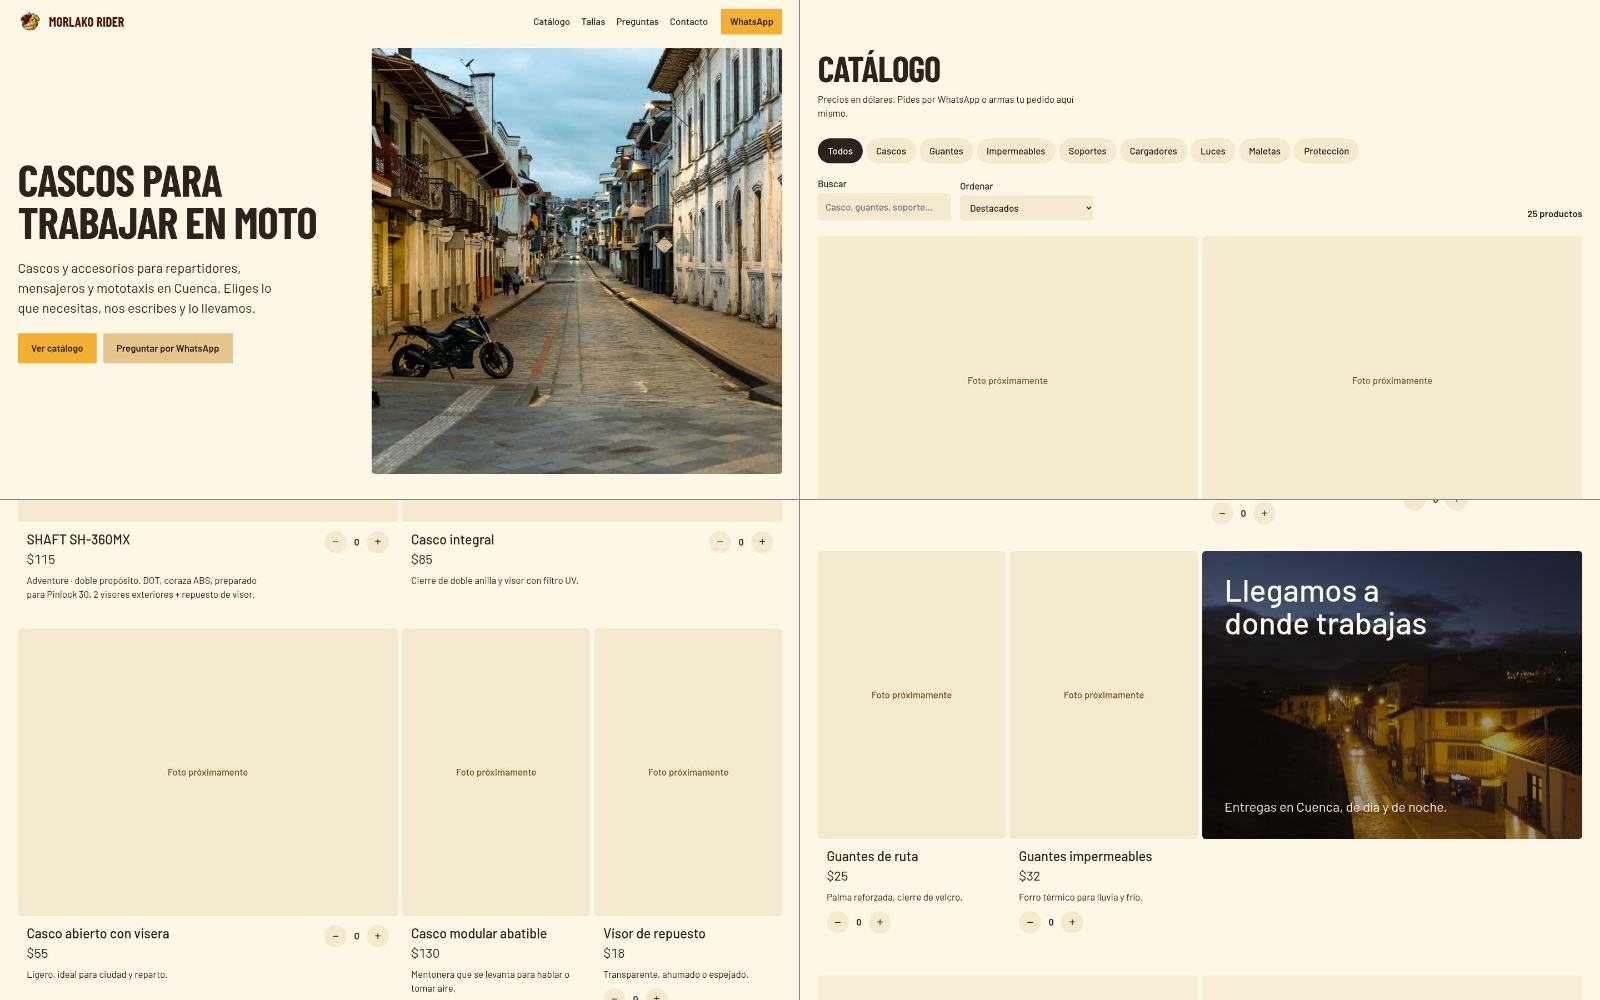 MORLAKO RIDER
Catálogo
Tallas
Preguntas
Contacto
WhatsApp
CASCOS PARA
TRABAJAR EN MOTO
Cascos y accesorios para repartidores,
mensajeros y mototaxis en Cuenca. Eliges lo
que necesitas, nos escribes y lo llevamos.
Ver catálogo
Preguntar por WhatsApp
CATÁLOGO
Precios en dólares. Pides por WhatsApp o armas tu pedido aquí
mismo.
Todos
Cascos
Guantes
Impermeables
Soportes
Cargadores
Luces
Maletas
Protección
Buscar
Ordenar
Casco, guantes, soporte...
Destacados
25 productos
Foto próximamente
Foto próximamente
SHAFT SH-360MX
− 0 +
$115
Adventure · doble propósito. DOT, coraza ABS, preparado
para Pinlock 30, 2 visores exteriores + repuesto de visor.
Casco integral
− 0 +
$85
Cierre de doble anilla y visor con filtro UV.
Foto próximamente
Foto próximamente
Foto próximamente
Casco abierto con visera
− 0 +
$55
Ligero, ideal para ciudad y reparto.
Casco modular abatible
$130
Mentonera que se levanta para hablar o
tomar aire.
Visor de repuesto
$18
Transparente, ahumado o espejado.
− 0 +
− 0 +
0 +
Foto próximamente
Foto próximamente
Llegamos a
donde trabajas
Entregas en Cuenca, de día y de noche.
Guantes de ruta
$25
Palma reforzada, cierre de velcro.
− 0 +
Guantes impermeables
$32
Forro térmico para lluvia y frío.
− 0 +